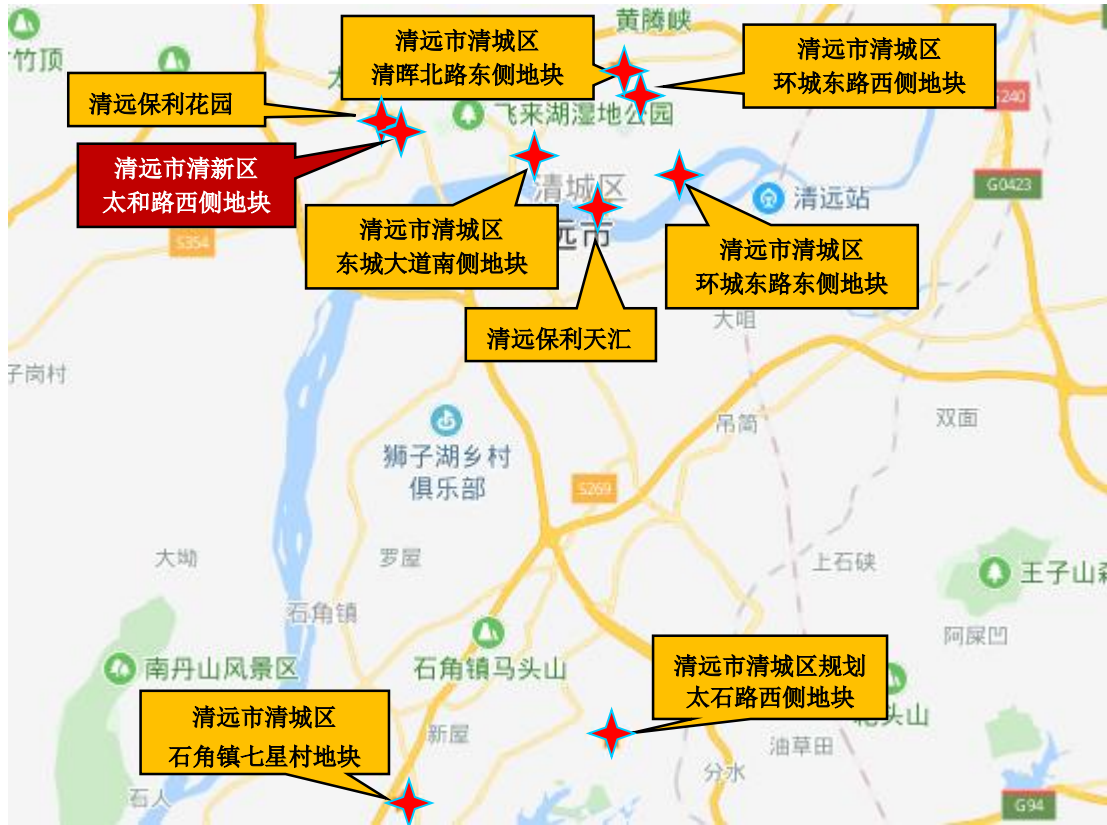 黄腾峡
竹顶
清远市清城区
清晖北路东侧地块
清远市清城区
环城东路西侧地块
清远保利花园
飞来湖湿地公园
S240
清远市清新区
太和路西侧地块
清城区
清远站
G0423
S354
远市
清远市清城区
东城大道南侧地块
清远市清城区
环城东路东侧地块
清远保利天汇
大咀
子岗村
双面
吊简
狮子湖乡村
俱乐部
S269
大坳
罗屋
上石硖
王子山森
石角镇
阿屎凹
南丹山风景区
石角镇马头山
清远市清城区规划
太石路西侧地块
头山
清远市清城区
石角镇七星村地块
新屋
油草田
分水
石人
G94